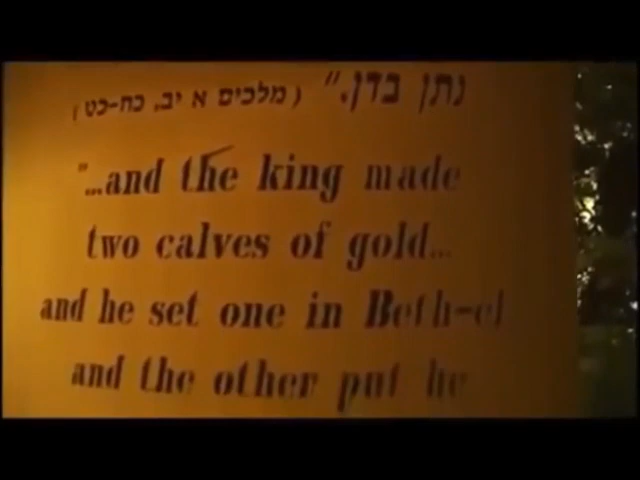 נתן בדן." (מלכים א יב, כח-כט)
"...and the king made
two calves of gold...
and he set one in Beth-el
and the other put he